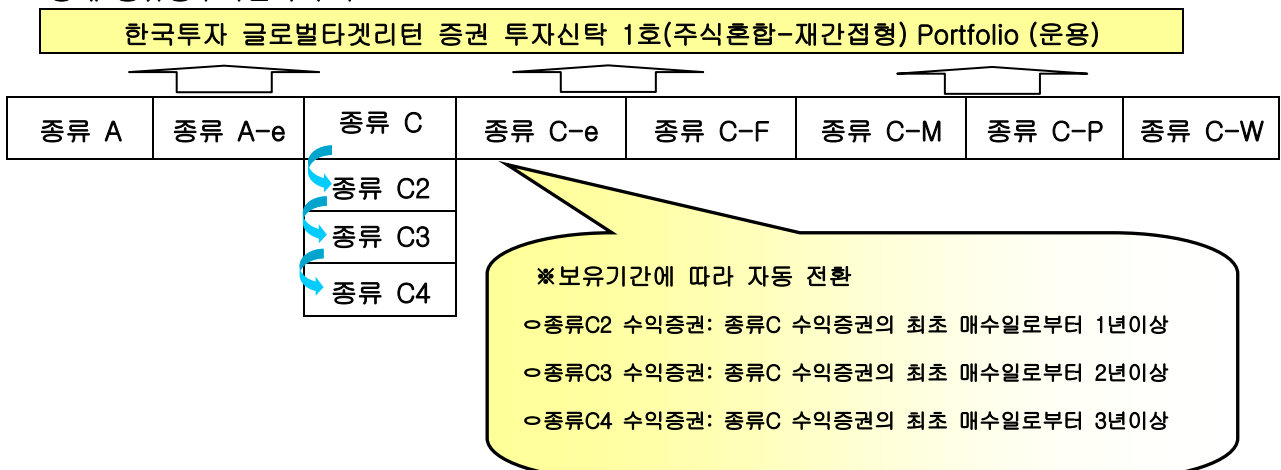 한국투자 글로벌타겟리턴 증권 투자신탁 1호(주식혼합-재간접형) Portfolio (운용)
종류 A 종류 A-e 종류 C 종류 C-e 종류 C-F 종류 C-M 종류 C-P 종류 C-W
종류 C2
종류 C3
종류 C4
※보유기간에 따라 자동 전환
ㅇ종류C2 수익증권: 종류C 수익증권의 최초 매수일로부터 1년이상
ㅇ종류C3 수익증권: 종류C 수익증권의 최초 매수일로부터 2년이상
ㅇ종류C4 수익증권: 종류C 수익증권의 최초 매수일로부터 3년이상